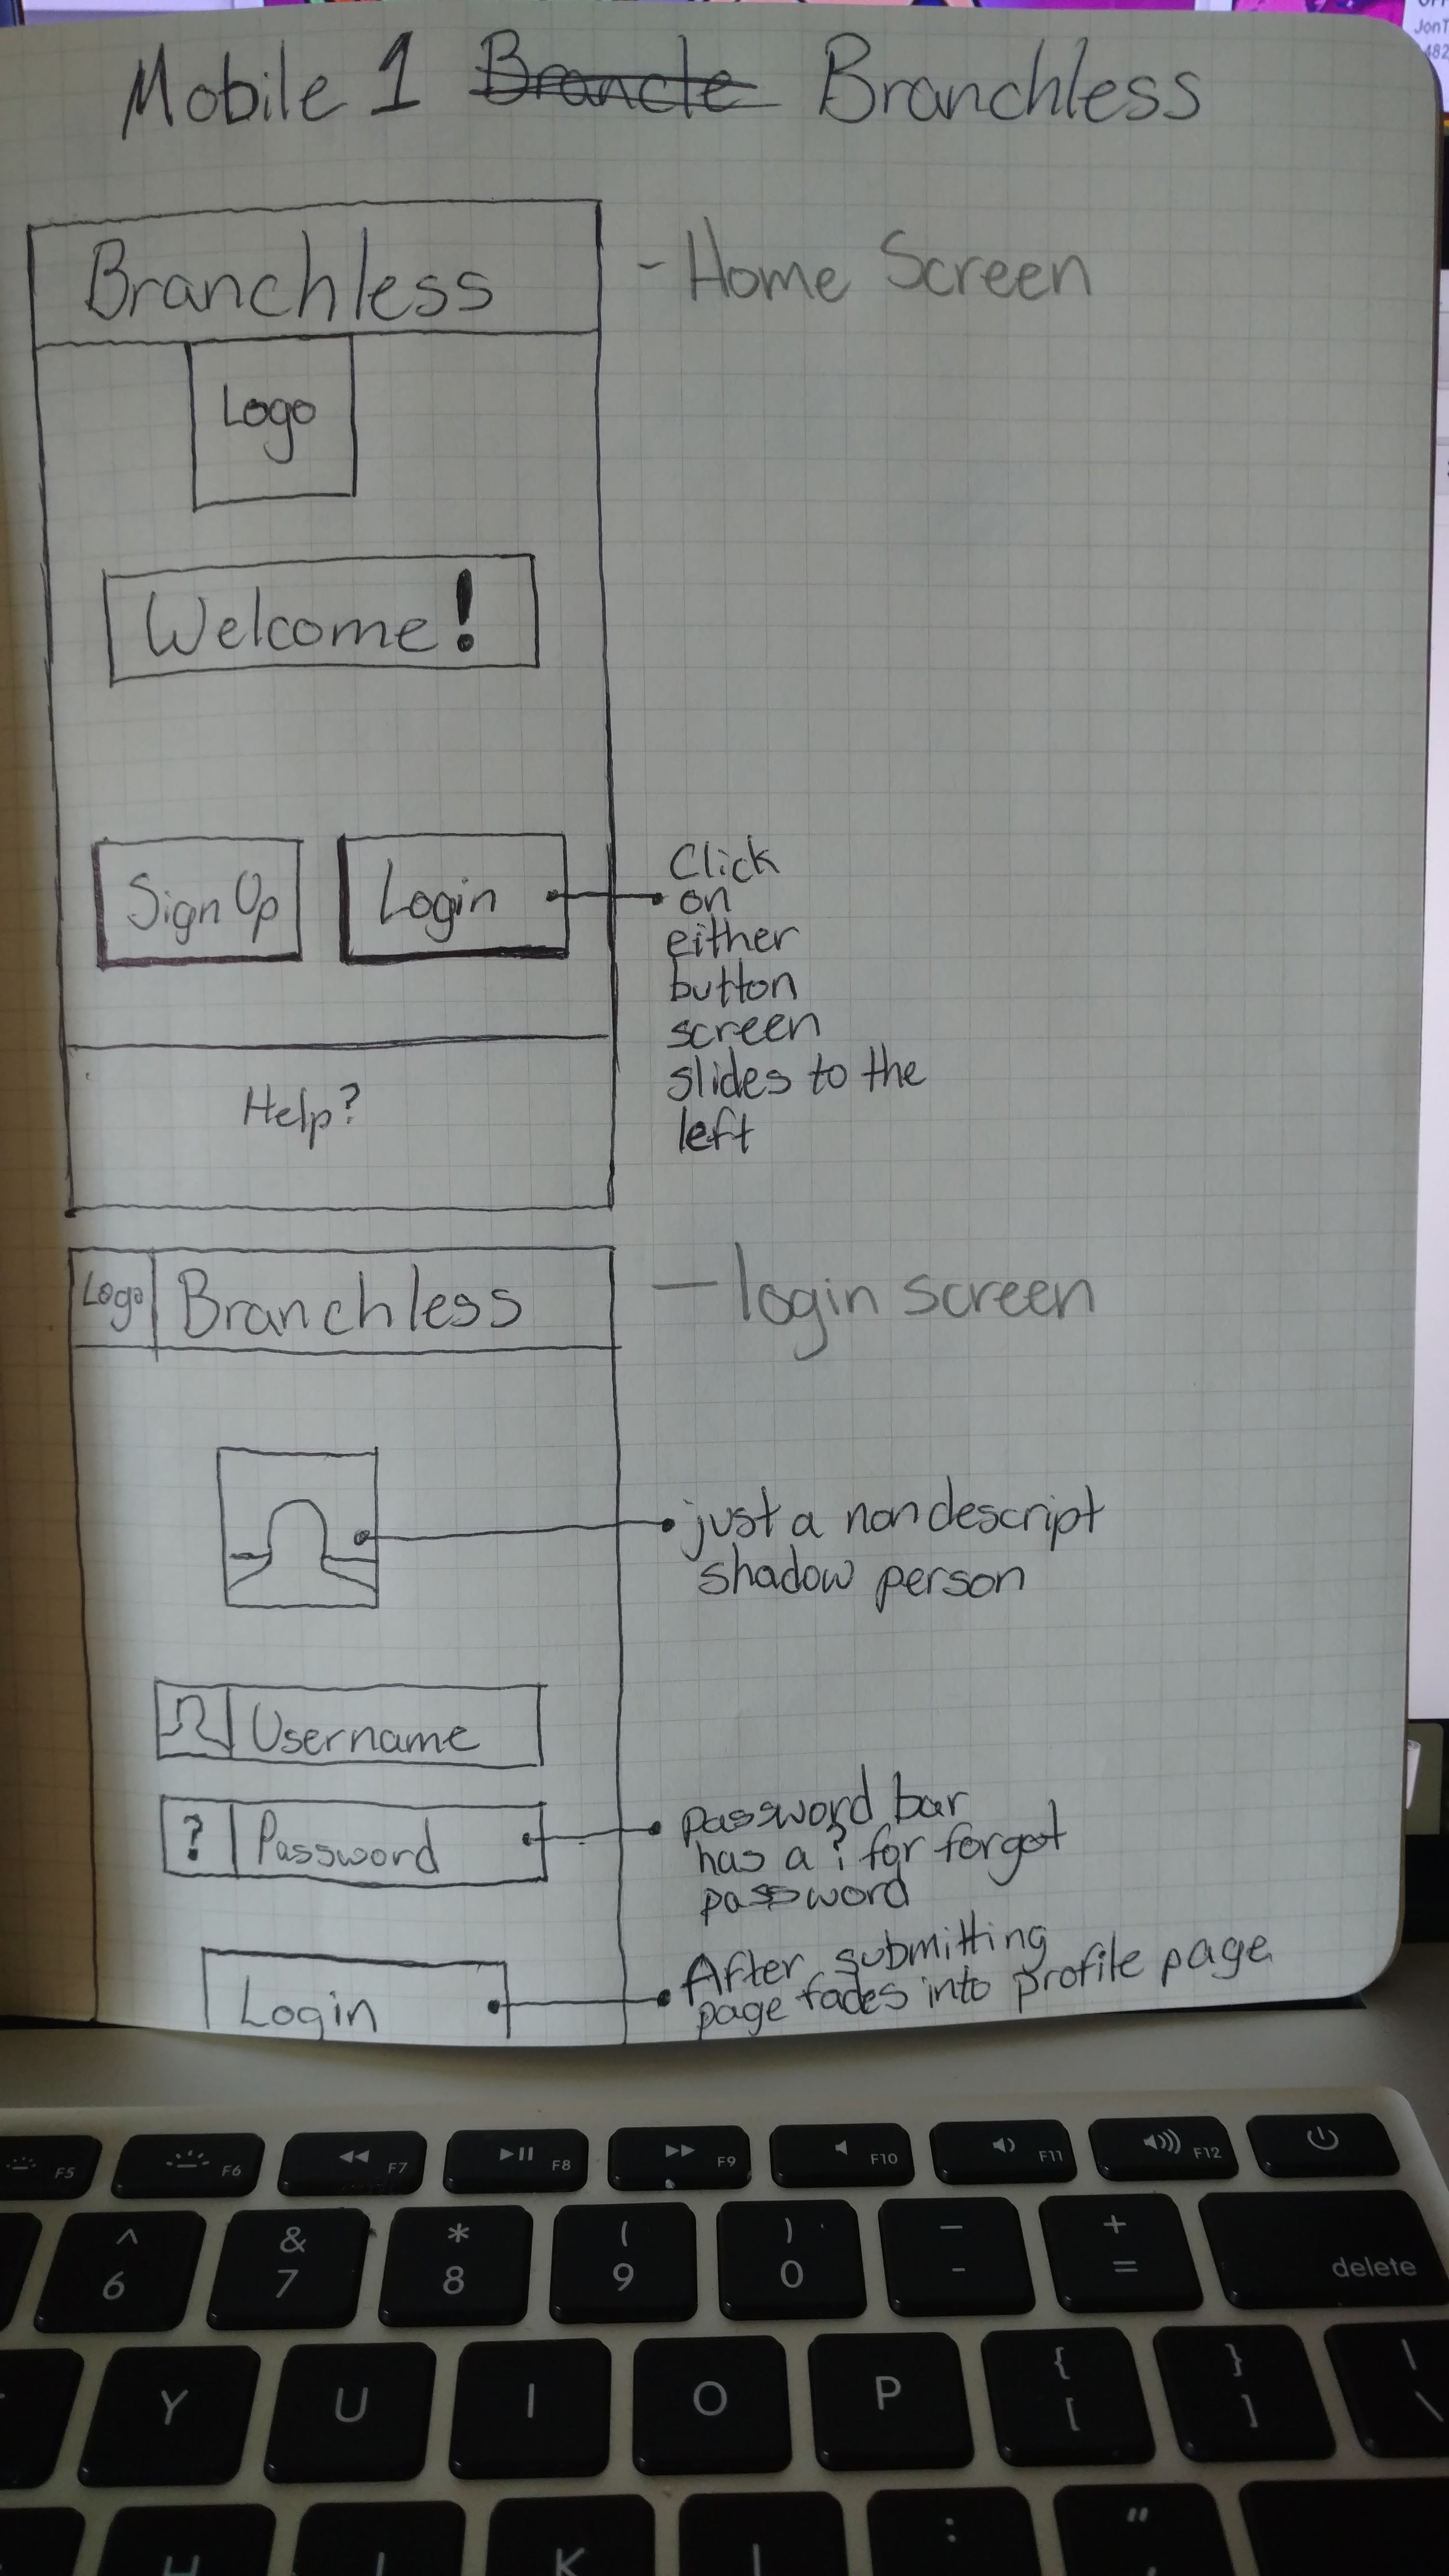 Mobile 1 Brancle Branchless
Branchless
- Home Screen
Logo
Welcome!
Sign Up
Login
Click
on
either
button
screen
slides to the
left
Help?
Logo
Branchless
— login screen
just a nondescript
shadow person
Username
? Password
password bar
has a ? for forgot
password
Login
After submitting
page fades into profile page
F5
F6
F7
F8
F9
F10
F11
F12
^
6
&
7
*
8
(
9
)
0
—
-
+
=
delete
Y
U
I
O
P
{
[
}
]
|
\
H
J
K
L
:
"
JonT
482